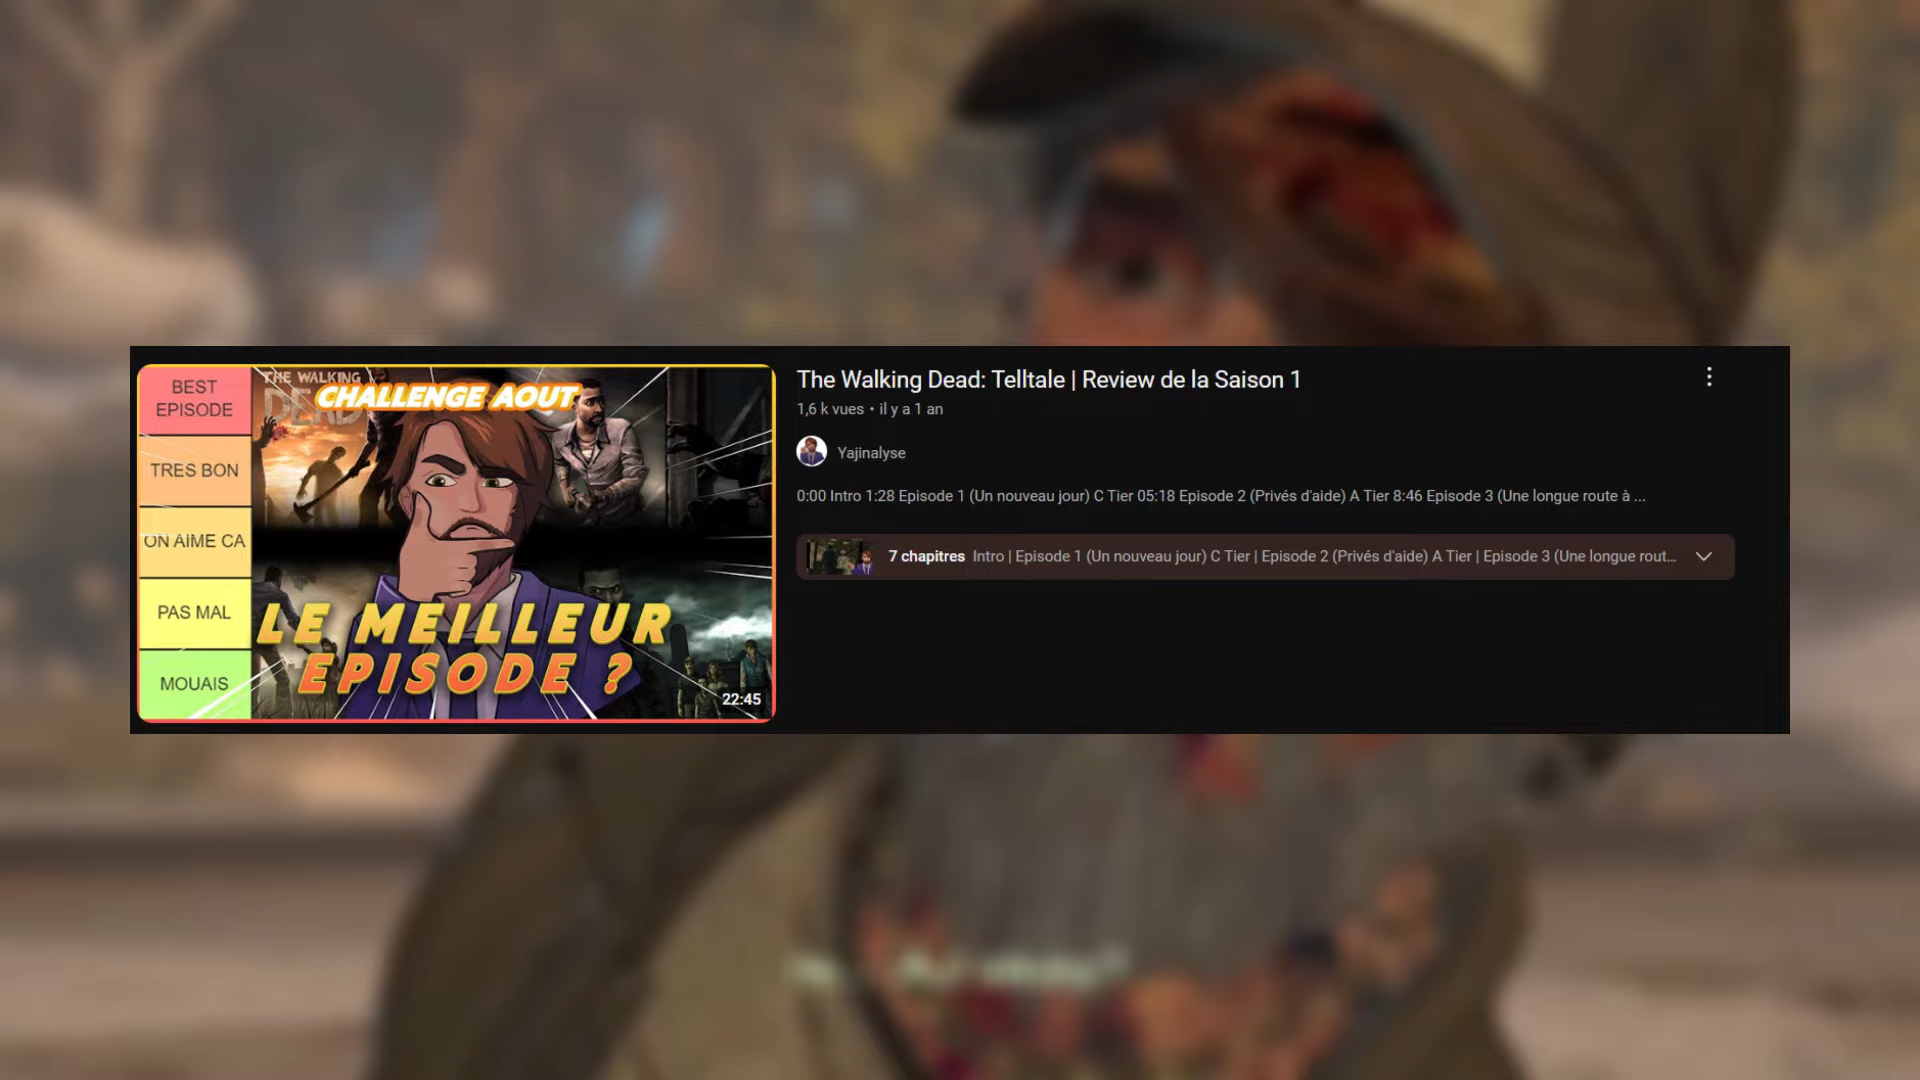 BEST
EPISODE
TRES BON
ON AIME CA
PAS MAL
MOUAIS
THE WALKING
DEAD
CHALLENGE AOUT
LE MEILLEUR
EPISODE ?
22:45
The Walking Dead: Telltale | Review de la Saison 1
1,6 k vues • il y a 1 an
Yajinalyse
0:00 Intro 1:28 Episode 1 (Un nouveau jour) C Tier 05:18 Episode 2 (Privés d'aide) A Tier 8:46 Episode 3 (Une longue route à ...
7 chapitres Intro | Episode 1 (Un nouveau jour) C Tier | Episode 2 (Privés d'aide) A Tier | Episode 3 (Une longue rout...